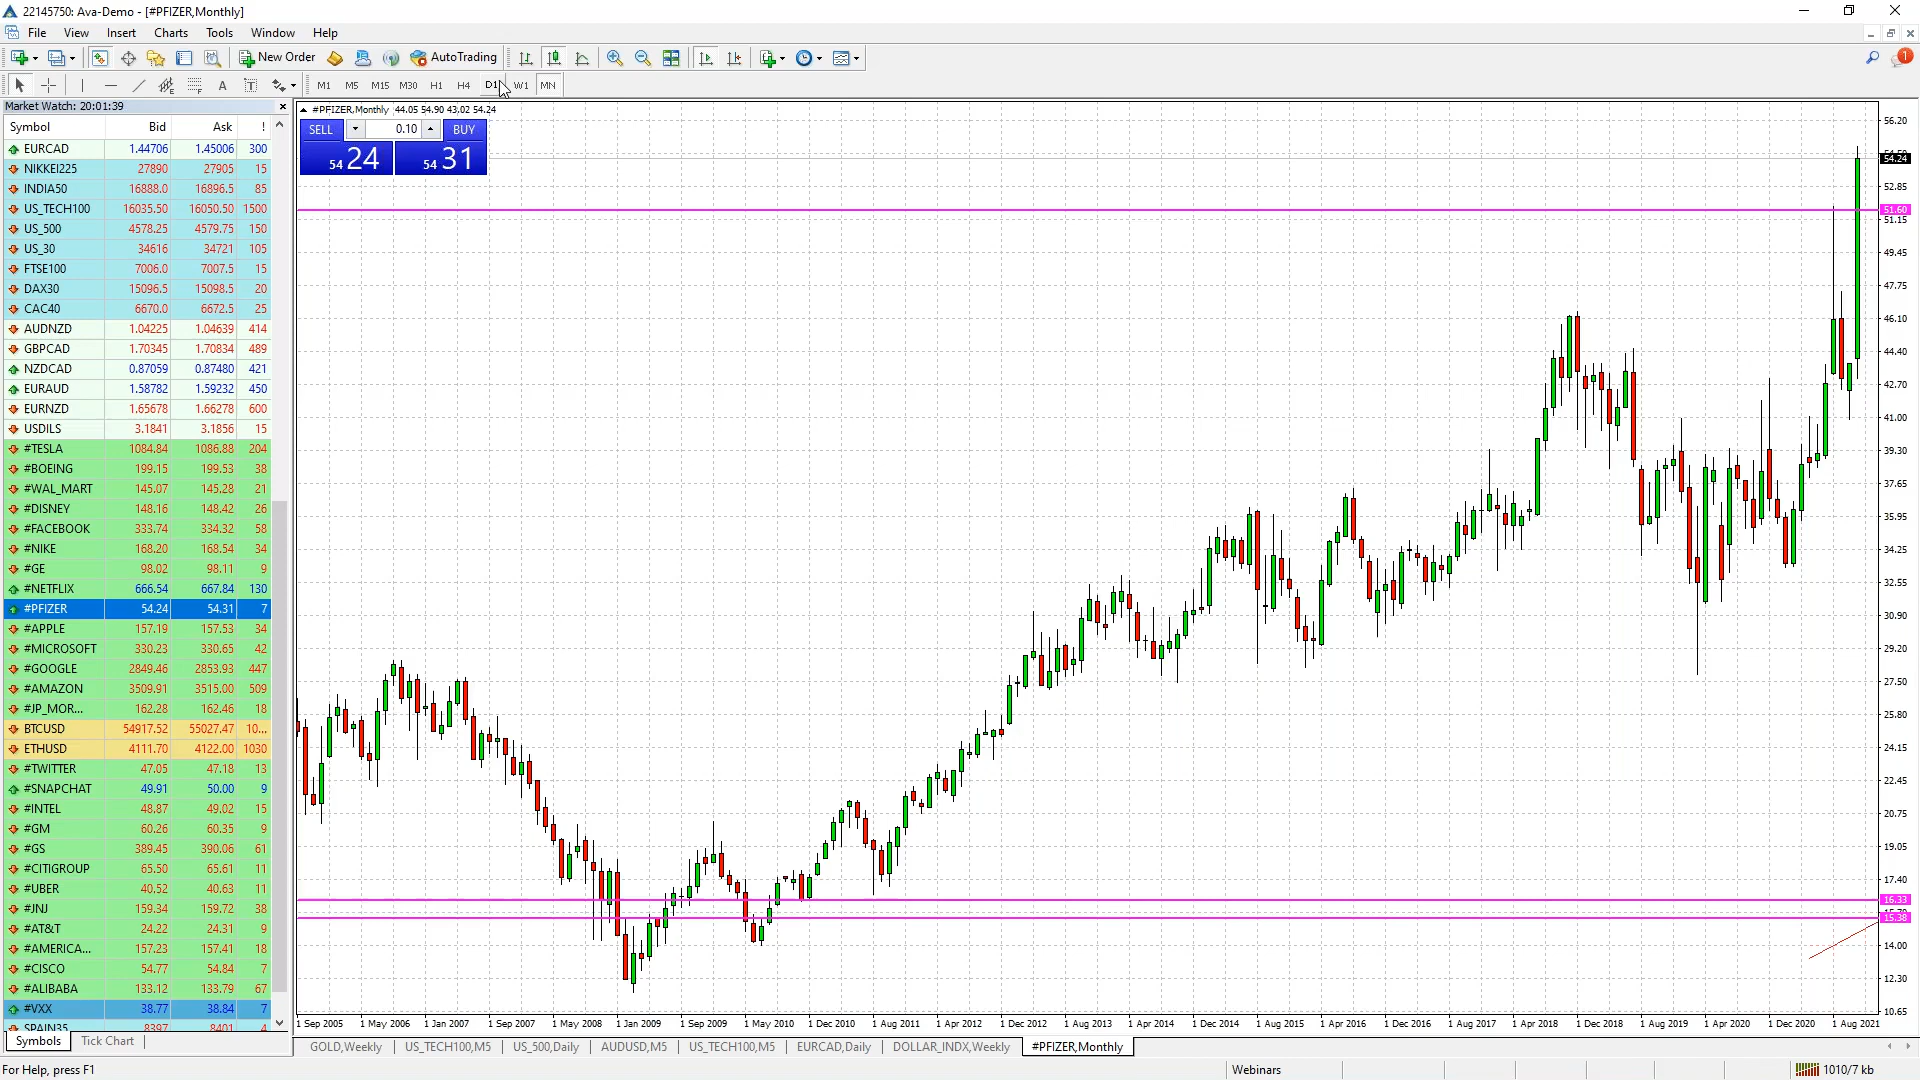 22145750: Ava-Demo - [#PFIZER,Monthly]
File View Insert Charts Tools Window Help
New Order AutoTrading 1
A T M1 M5 M15 M30 H1 H4 D1 W1 MN
Market Watch: 20:01:39
Symbol Bid Ask !
EURCAD 1.44706 1.45006 300
NIKKEI225 27890 27905 15
INDIA50 16888.0 16896.5 85
US_TECH100 16035.50 16050.50 1500
US_500 4578.25 4579.75 150
US_30 34616 34721 105
FTSE100 7006.0 7007.5 15
DAX30 15096.5 15098.5 20
CAC40 6670.0 6672.5 25
AUDNZD 1.04225 1.04639 414
GBPCAD 1.70345 1.70834 489
NZDCAD 0.87059 0.87480 421
EURAUD 1.58782 1.59232 450
EURNZD 1.65678 1.66278 600
USDILS 3.1841 3.1856 15
#TESLA 1084.84 1086.88 204
#BOEING 199.15 199.53 38
#WAL_MART 145.07 145.28 21
#DISNEY 148.16 148.42 26
#FACEBOOK 333.74 334.32 58
#NIKE 168.20 168.54 34
#GE 98.02 98.11 9
#NETFLIX 666.54 667.84 130
#PFIZER 54.24 54.31 7
#APPLE 157.19 157.53 34
#MICROSOFT 330.23 330.65 42
#GOOGLE 2849.46 2853.93 447
#AMAZON 3509.91 3515.00 509
#JP_MOR... 162.28 162.46 18
BTCUSD 54917.52 55027.47 10...
ETHUSD 4111.70 4122.00 1030
#TWITTER 47.05 47.18 13
#SNAPCHAT 49.91 50.00 9
#INTEL 48.87 49.02 15
#GM 60.26 60.35 9
#GS 389.45 390.06 61
#CITIGROUP 65.50 65.61 11
#UBER 40.52 40.63 11
#JNJ 159.34 159.72 38
#AT&T 24.22 24.31 9
#AMERICA... 157.23 157.41 18
#CISCO 54.77 54.84 7
#ALIBABA 133.12 133.79 67
#VXX 38.77 38.84 7
SPAIN35 8397 8401 4
Symbols Tick Chart
#PFIZER,Monthly 44.05 54.90 43.02 54.24
SELL 0.10 BUY
54 24 54 31
56.20
54.24
52.85
51.60
51.15
49.45
47.75
46.10
44.40
42.70
41.00
39.30
37.65
35.95
34.25
32.55
30.90
29.20
27.50
25.80
24.15
22.45
20.75
19.05
17.40
16.33
15.38
14.00
12.30
10.65
1 Sep 2005 1 May 2006 1 Jan 2007 1 Sep 2007 1 May 2008 1 Jan 2009 1 Sep 2009 1 May 2010 1 Dec 2010 1 Aug 2011 1 Apr 2012 1 Dec 2012 1 Aug 2013 1 Apr 2014 1 Dec 2014 1 Aug 2015 1 Apr 2016 1 Dec 2016 1 Aug 2017 1 Apr 2018 1 Dec 2018 1 Aug 2019 1 Apr 2020 1 Dec 2020 1 Aug 2021
GOLD,Weekly US_TECH100,M5 US_500,Daily AUDUSD,M5 US_TECH100,M5 EURCAD,Daily DOLLAR_INDX,Weekly #PFIZER,Monthly
For Help, press F1 Webinars 1010/7 kb